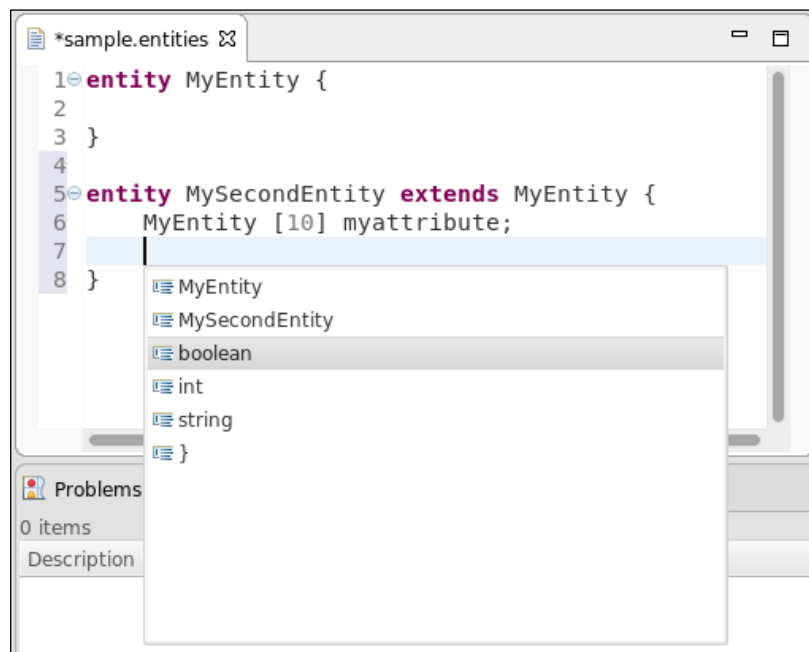 *sample.entities
1 entity MyEntity {
2
3 }
4
5 entity MySecondEntity extends MyEntity {
6     MyEntity [10] myattribute;
7
8 }
MyEntity
MySecondEntity
boolean
int
string
}
Problems
0 items
Description